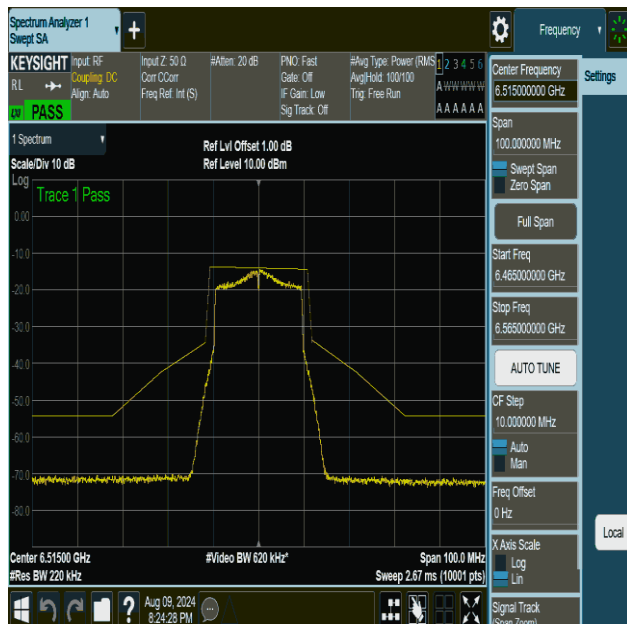 Spectrum Analyzer 1
Swept SA
+
Frequency
KEYSIGHT
RL
PASS
Input: RF
Coupling: DC
Align: Auto
Input Z: 50 Ω
Corr CCorr
Freq Ref: Int (S)
#Atten: 20 dB
PNO: Fast
Gate: Off
IF Gain: Low
Sig Track: Off
#Avg Type: Power (RMS
Avg|Hold: 100/100
Trig: Free Run
1 2 3 4 5 6
A W W W W W
A A A A A A
1 Spectrum
Scale/Div 10 dB
Ref Lvl Offset 1.00 dB
Ref Level 10.00 dBm
Log
Trace 1 Pass
0.00
-10.0
-20.0
-30.0
-40.0
-50.0
-60.0
-70.0
-80.0
Center 6.51500 GHz
#Res BW 220 kHz
#Video BW 620 kHz*
Span 100.0 MHz
Sweep 2.67 ms (10001 pts)
Aug 09, 2024
8:24:28 PM
?
Center Frequency
6.515000000 GHz
Settings
Span
100.000000 MHz
Swept Span
Zero Span
Full Span
Start Freq
6.465000000 GHz
Stop Freq
6.565000000 GHz
AUTO TUNE
CF Step
10.000000 MHz
Auto
Man
Freq Offset
0 Hz
Local
X Axis Scale
Log
Lin
Signal Track
(Span Zoom)